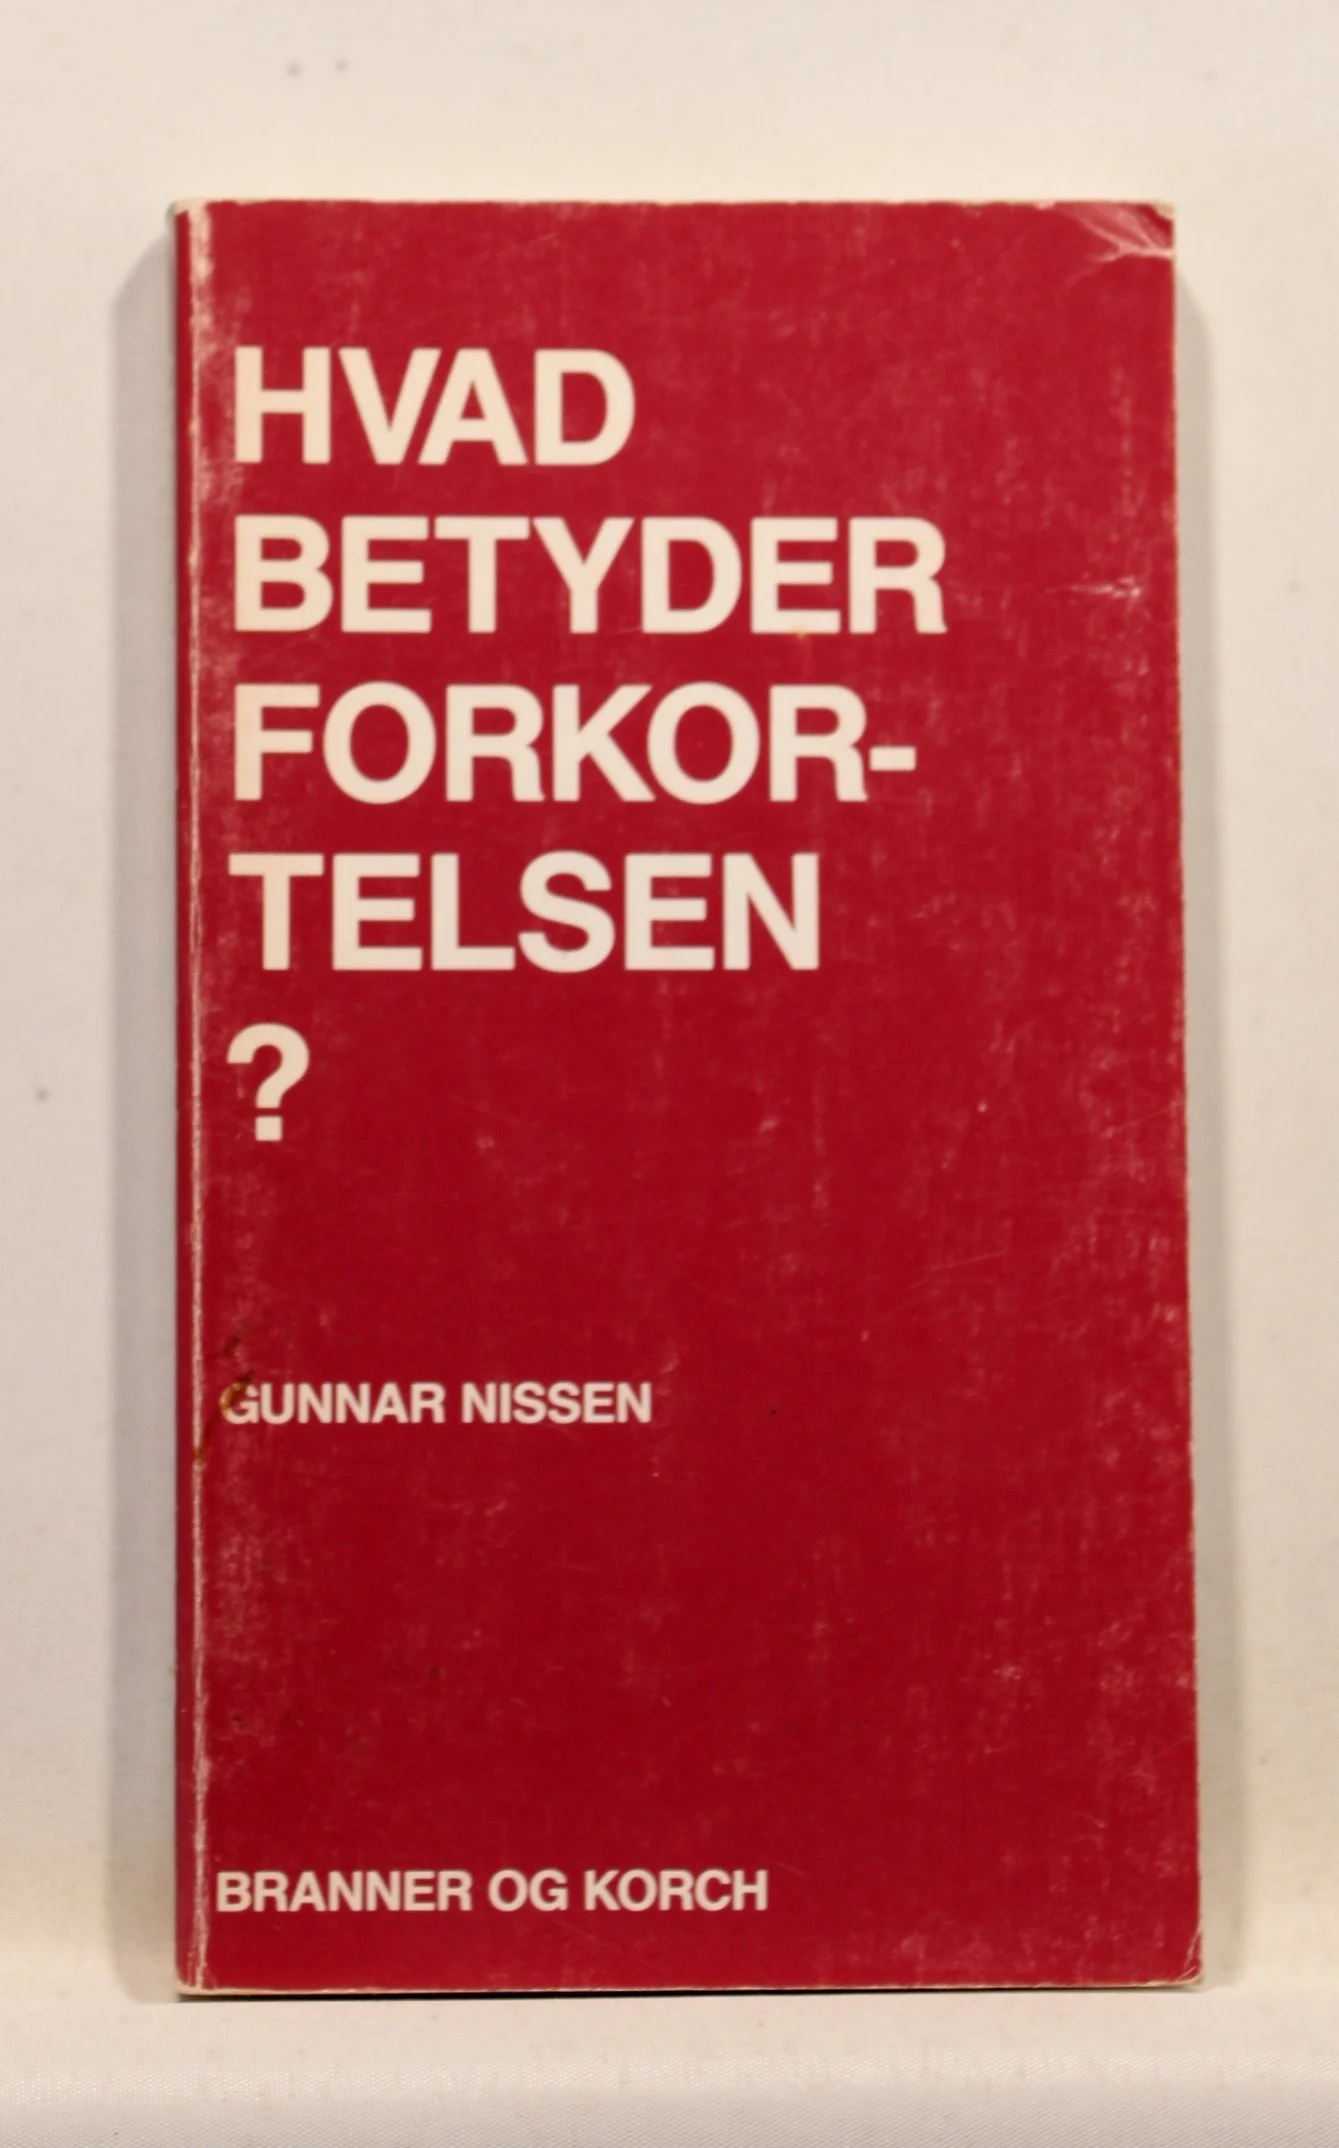 HVAD
BETYDER
FORKOR-
TELSEN
?
GUNNAR NISSEN
BRANNER OG KORCH